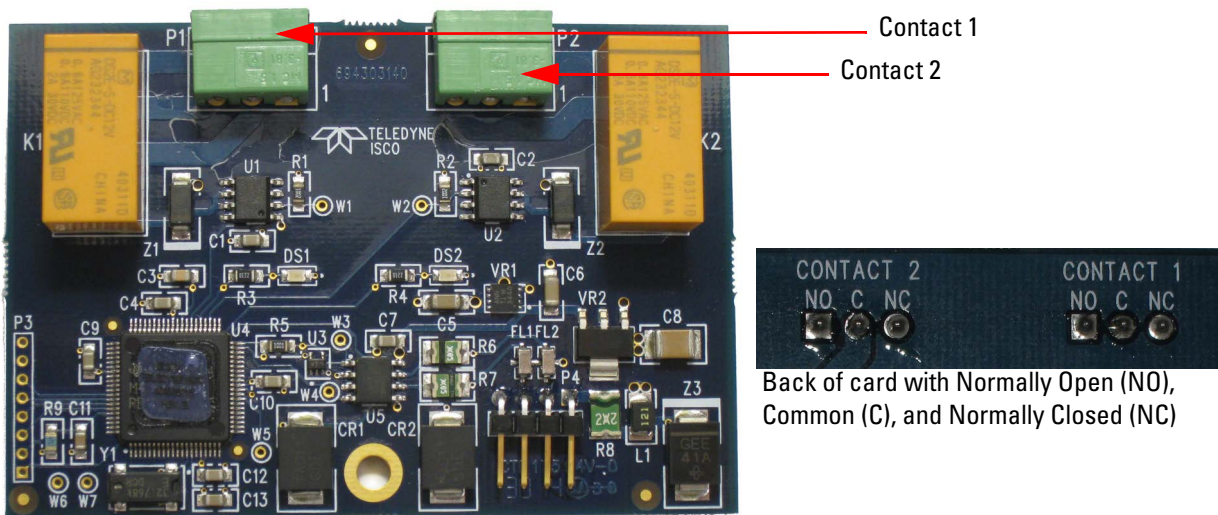 Contact 1
Contact 2
P1
P2
694303140
1
1
K1
K2
TELEDYNE
ISCO
U1
R1
R2
C2
W1
W2
Z1
C1
U2
Z2
C3
R3
DS1
R4
DS2
VR1
C6
C4
VR2
P3
C9
U4
R5
U3
W3
C7
C5
R6
FL1
FL2
C8
C10
W4
R7
P4
Z3
R9
C11
U5
CR1
CR2
R8
L1
121
GEE
41A
Y1
W5
C12
C13
W6
W7
CONTACT 2
CONTACT 1
NO
C
NC
NO
C
NC
Back of card with Normally Open (NO),
Common (C), and Normally Closed (NC)